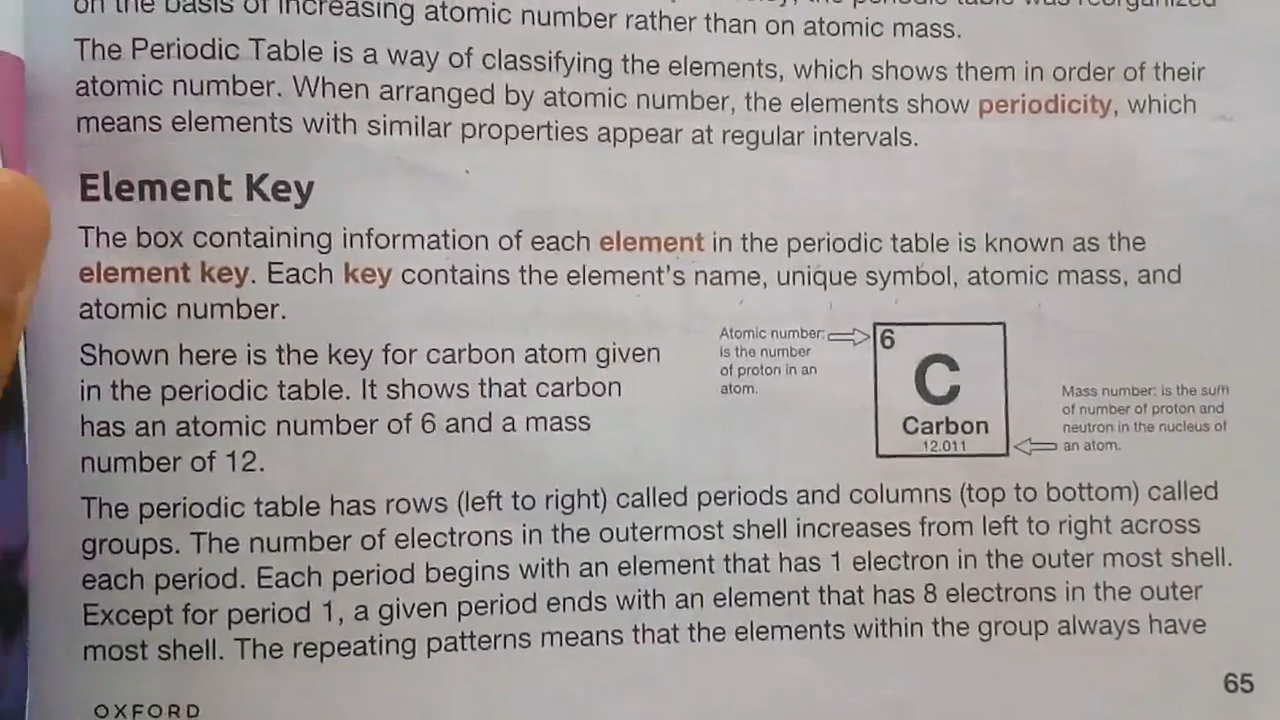 on the basis of increasing atomic number rather than on atomic mass.
The Periodic Table is a way of classifying the elements, which shows them in order of their
atomic number. When arranged by atomic number, the elements show periodicity, which
means elements with similar properties appear at regular intervals.
Element Key
The box containing information of each element in the periodic table is known as the
element key. Each key contains the element's name, unique symbol, atomic mass, and
atomic number.
Shown here is the key for carbon atom given
in the periodic table. It shows that carbon
has an atomic number of 6 and a mass
number of 12.
Atomic number:
is the number
of proton in an
atom.
6
C
Carbon
12.011
Mass number: is the sum
of number of proton and
neutron in the nucleus of
an atom.
The periodic table has rows (left to right) called periods and columns (top to bottom) called
groups. The number of electrons in the outermost shell increases from left to right across
each period. Each period begins with an element that has 1 electron in the outer most shell.
Except for period 1, a given period ends with an element that has 8 electrons in the outer
most shell. The repeating patterns means that the elements within the group always have
65
OXFORD